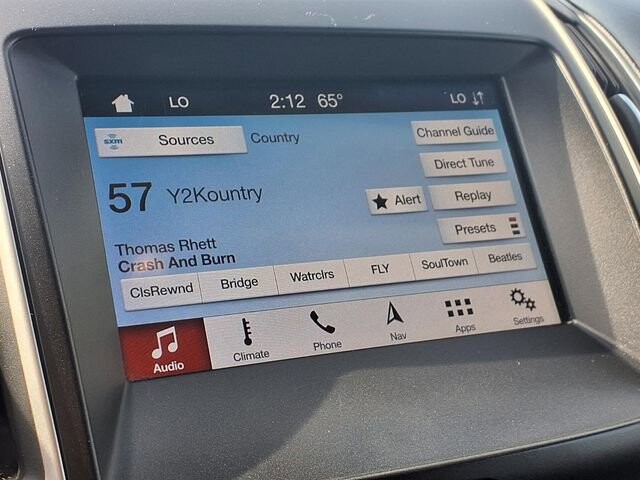 LO 2:12 65° LO
sxm Sources Country Channel Guide
Direct Tune
57 Y2Kountry Alert Replay
Presets
Thomas Rhett
Crash And Burn
ClsRewnd Bridge Watrclrs FLY SoulTown Beatles
Audio Climate Phone Nav Apps Settings